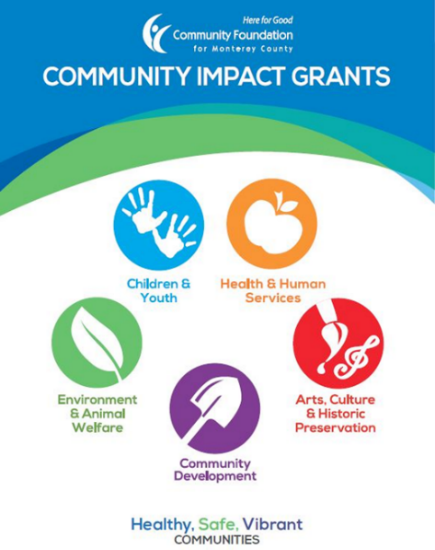 Here for Good
Community Foundation
for Monterey County
COMMUNITY IMPACT GRANTS
Children &
Youth
Health & Human
Services
Environment
& Animal
Welfare
Arts, Culture
& Historic
Preservation
Community
Development
Healthy, Safe, Vibrant
COMMUNITIES